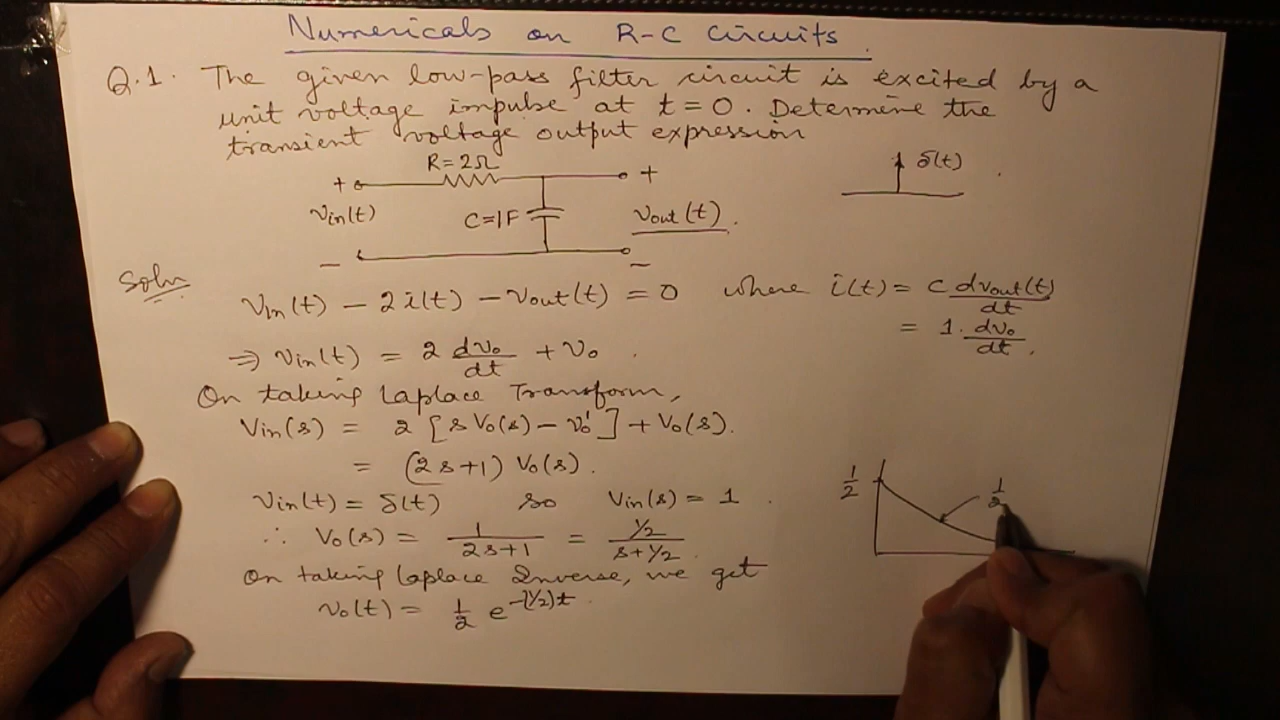 Numericals on R-C Circuits
Q.1. The given low-pass filter circuit is excited by a
unit voltage impulse at t = 0. Determine the
transient voltage output expression
R = 2Ω
δ(t)
+
+
Vin(t)
C=1F
Vout(t).
−
−
Soln
Vin(t) − 2i(t) − Vout(t) = 0 where i(t) = C dvout(t)/dt
= 1. dvo/dt.
⇒ Vin(t) = 2 dvo/dt + Vo.
On taking Laplace Transform,
Vin(s) = 2 [s Vo(s) − Vo'] + Vo(s).
= (2s+1) Vo(s).
1/2
1/2
Vin(t) = δ(t) so Vin(s) = 1.
∴ Vo(s) = 1/(2s+1) = (1/2)/(s+1/2).
On taking Laplace Inverse, we get
Vo(t) = 1/2 e^-(1/2)t.